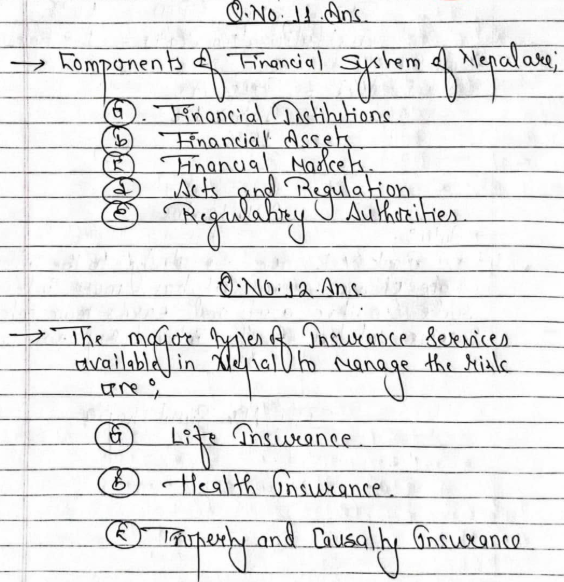 Q.No. 11 Ans.
→ Components of Financial System of Nepal are;
a. Financial Institutions
b Financial Assets
c Financial Markets.
d Acts and Regulation
e Regulatory Authorities.
Q.No. 12 Ans.
→ The major types of Insurance Services
available in Nepal to manage the risk
are;
a Life Insurance
b Health Insurance.
c Property and Causalty Insurance